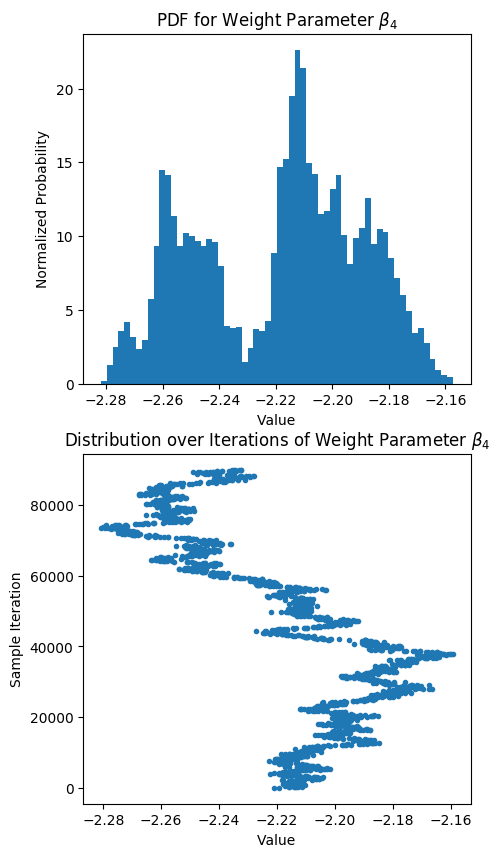 PDF for Weight Parameter β₄
20
15
10
5
0
Normalized Probability
−2.28 −2.26 −2.24 −2.22 −2.20 −2.18 −2.16
Value
Distribution over Iterations of Weight Parameter β₄
80000
60000
40000
20000
0
Sample Iteration
−2.28 −2.26 −2.24 −2.22 −2.20 −2.18 −2.16
Value